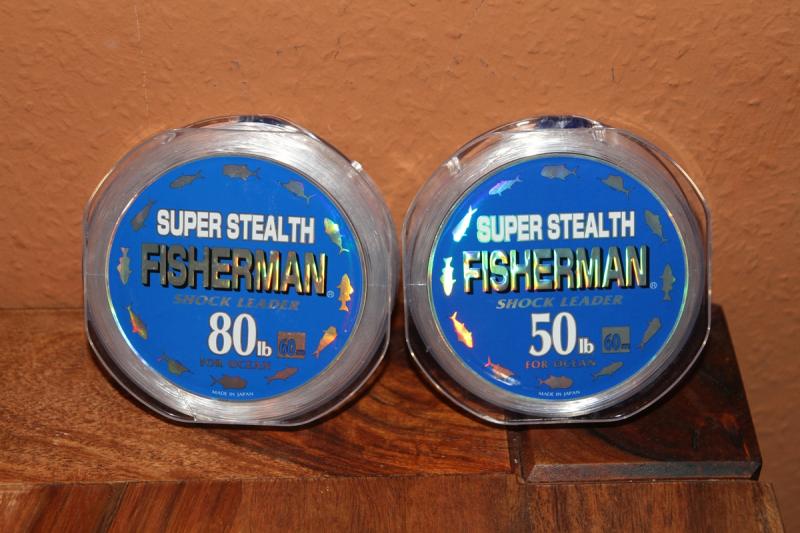 SUPER STEALTH
FISHERMAN®
SHOCK LEADER
80lb 60m
FOR OCEAN
MADE IN JAPAN
SUPER STEALTH
FISHERMAN®
SHOCK LEADER
50lb 60m
FOR OCEAN
MADE IN JAPAN